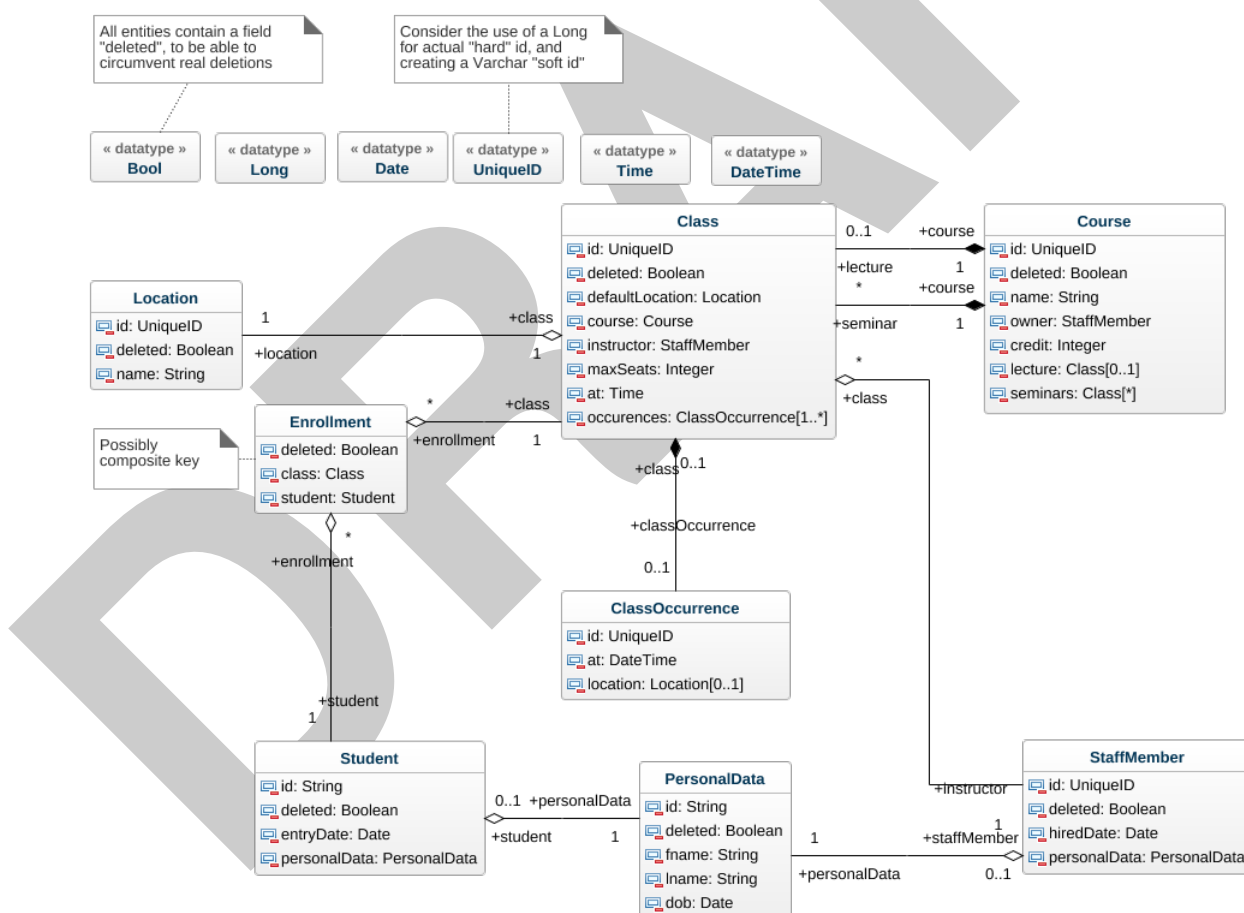 All entities contain a field
"deleted", to be able to
circumvent real deletions
Consider the use of a Long
for actual "hard" id, and
creating a Varchar "soft id"
« datatype »
Bool
« datatype »
Long
« datatype »
Date
« datatype »
UniqueID
« datatype »
Time
« datatype »
DateTime
Class
id: UniqueID
deleted: Boolean
defaultLocation: Location
course: Course
instructor: StaffMember
maxSeats: Integer
at: Time
occurences: ClassOccurrence[1..*]
0..1
+course
+lecture
1
*
+course
+seminar
1
*
+class
Course
id: UniqueID
deleted: Boolean
name: String
owner: StaffMember
credit: Integer
lecture: Class[0..1]
seminars: Class[*]
Location
id: UniqueID
deleted: Boolean
name: String
1
+class
+location
1
Enrollment
deleted: Boolean
class: Class
student: Student
*
+class
+enrollment
1
Possibly
composite key
+class
0..1
+classOccurrence
0..1
*
+enrollment
+student
1
ClassOccurrence
id: UniqueID
at: DateTime
location: Location[0..1]
Student
id: String
deleted: Boolean
entryDate: Date
personalData: PersonalData
0..1
+personalData
+student
1
PersonalData
id: String
deleted: Boolean
fname: String
lname: String
dob: Date
1
+staffMember
+personalData
0..1
+instructor
1
StaffMember
id: UniqueID
deleted: Boolean
hiredDate: Date
personalData: PersonalData
DRAF